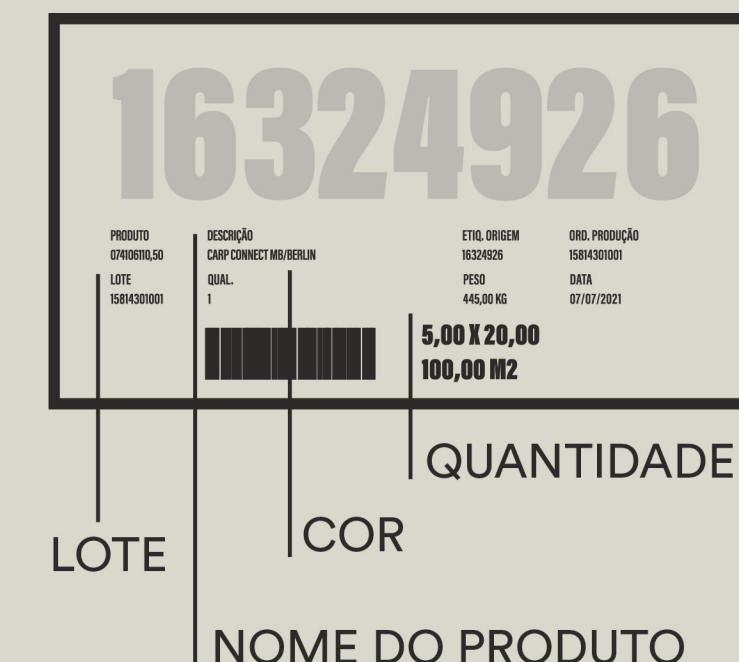 16324926
PRODUTO DESCRIÇÃO ETIQ. ORIGEM ORD. PRODUÇÃO
074106110,50 CARP CONNECT MB/BERLIN 16324926 15814301001
LOTE QUAL. PESO DATA
15814301001 1 445,00 KG 07/07/2021
5,00 X 20,00
100,00 M2
QUANTIDADE
COR
LOTE
NOME DO PRODUTO